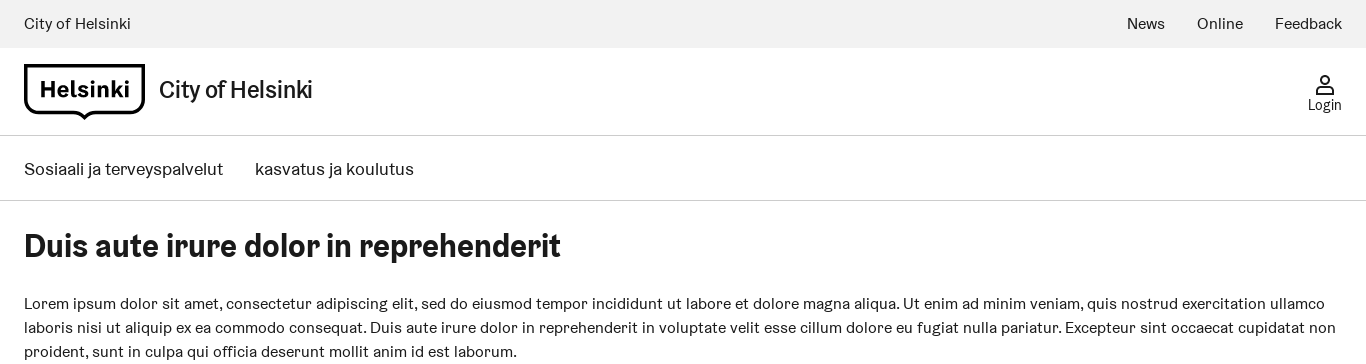 City of Helsinki News Online Feedback
Helsinki City of Helsinki Login
Sosiaali ja terveyspalvelut kasvatus ja koulutus
Duis aute irure dolor in reprehenderit
Lorem ipsum dolor sit amet, consectetur adipiscing elit, sed do eiusmod tempor incididunt ut labore et dolore magna aliqua. Ut enim ad minim veniam, quis nostrud exercitation ullamco
laboris nisi ut aliquip ex ea commodo consequat. Duis aute irure dolor in reprehenderit in voluptate velit esse cillum dolore eu fugiat nulla pariatur. Excepteur sint occaecat cupidatat non
proident, sunt in culpa qui officia deserunt mollit anim id est laborum.